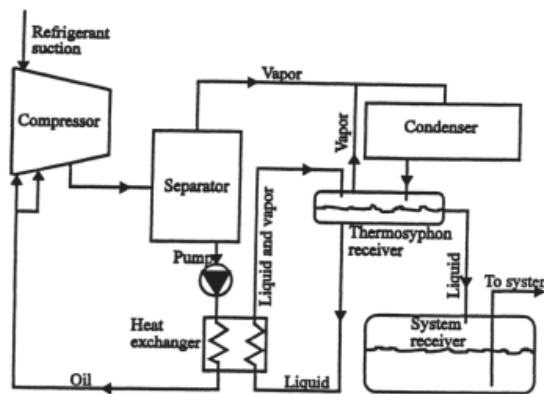 Refrigerant
suction
Compressor
Vapor
Vapor
Condenser
Separator
Liquid and vapor
Thermosyphon
receiver
Pump
Liquid
To system
Heat
exchanger
System
receiver
Oil
Liquid